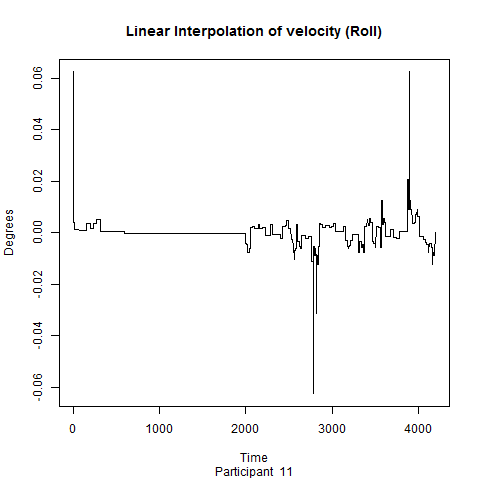 Linear Interpolation of velocity (Roll)
Degrees
0.06
0.04
0.02
0.00
-0.02
-0.04
-0.06
0 1000 2000 3000 4000
Time
Participant 11